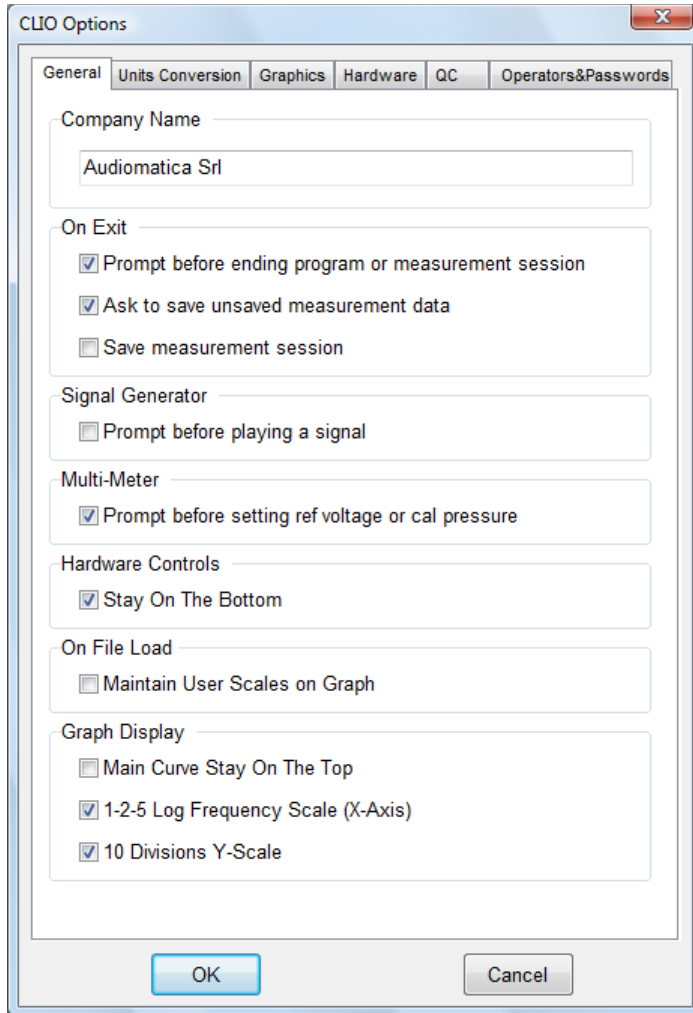 CLIO Options
General Units Conversion Graphics Hardware QC Operators&Passwords
Company Name
Audiomatica Srl
On Exit
Prompt before ending program or measurement session
Ask to save unsaved measurement data
Save measurement session
Signal Generator
Prompt before playing a signal
Multi-Meter
Prompt before setting ref voltage or cal pressure
Hardware Controls
Stay On The Bottom
On File Load
Maintain User Scales on Graph
Graph Display
Main Curve Stay On The Top
1-2-5 Log Frequency Scale (X-Axis)
10 Divisions Y-Scale
OK Cancel